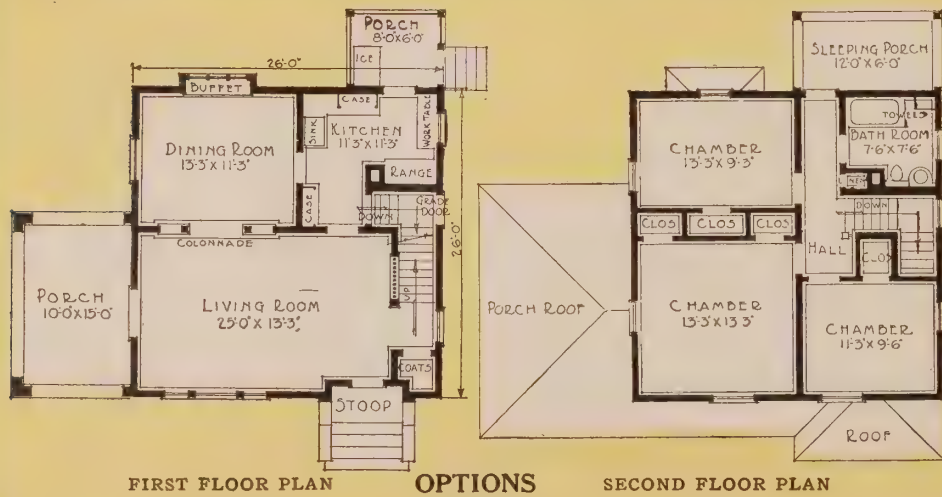 PORCH
8'-0"X6'-0"
ICE
26'-0"
BUFFET
CASE
SINK
KITCHEN
11'3"X11'3"
WORK TABLE
DINING ROOM
13'-3"X11'-3"
RANGE
CASE
DOWN
GRADE
DOOR
26'-0"
COLONNADE
PORCH
10'-0"X15'-0"
LIVING ROOM
25'-0"X13'-3"
UP
COATS
STOOP
FIRST FLOOR PLAN
OPTIONS
SLEEPING PORCH
12'-0"X6'-0"
TOWELS
BATH ROOM
7'-6"X7'-6"
CHAMBER
13'-3"X9'-3"
DOWN
CLOS
CLOS
CLOS
HALL
CLOS
PORCH ROOF
CHAMBER
13'-3"X13'3"
CHAMBER
11'-3"X9'-6"
ROOF
SECOND FLOOR PLAN